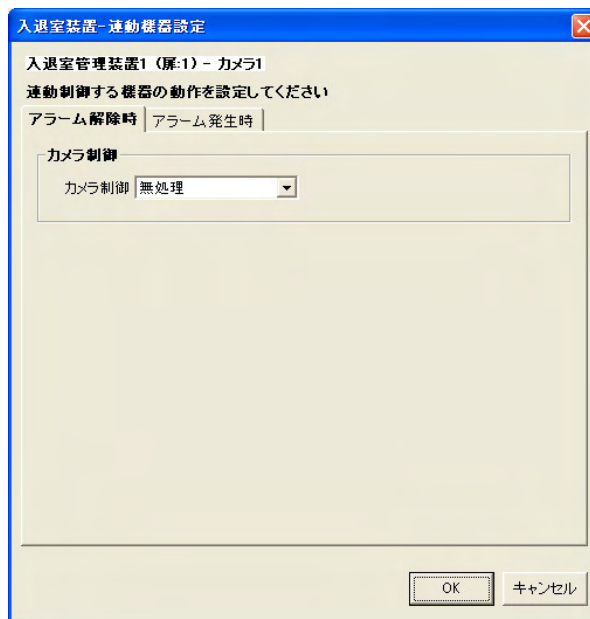 入退室装置-連動機器設定
入退室管理装置1 (扉:1) - カメラ1
連動制御する機器の動作を設定してください
アラーム解除時 アラーム発生時
カメラ制御
カメラ制御 無処理
OK キャンセル